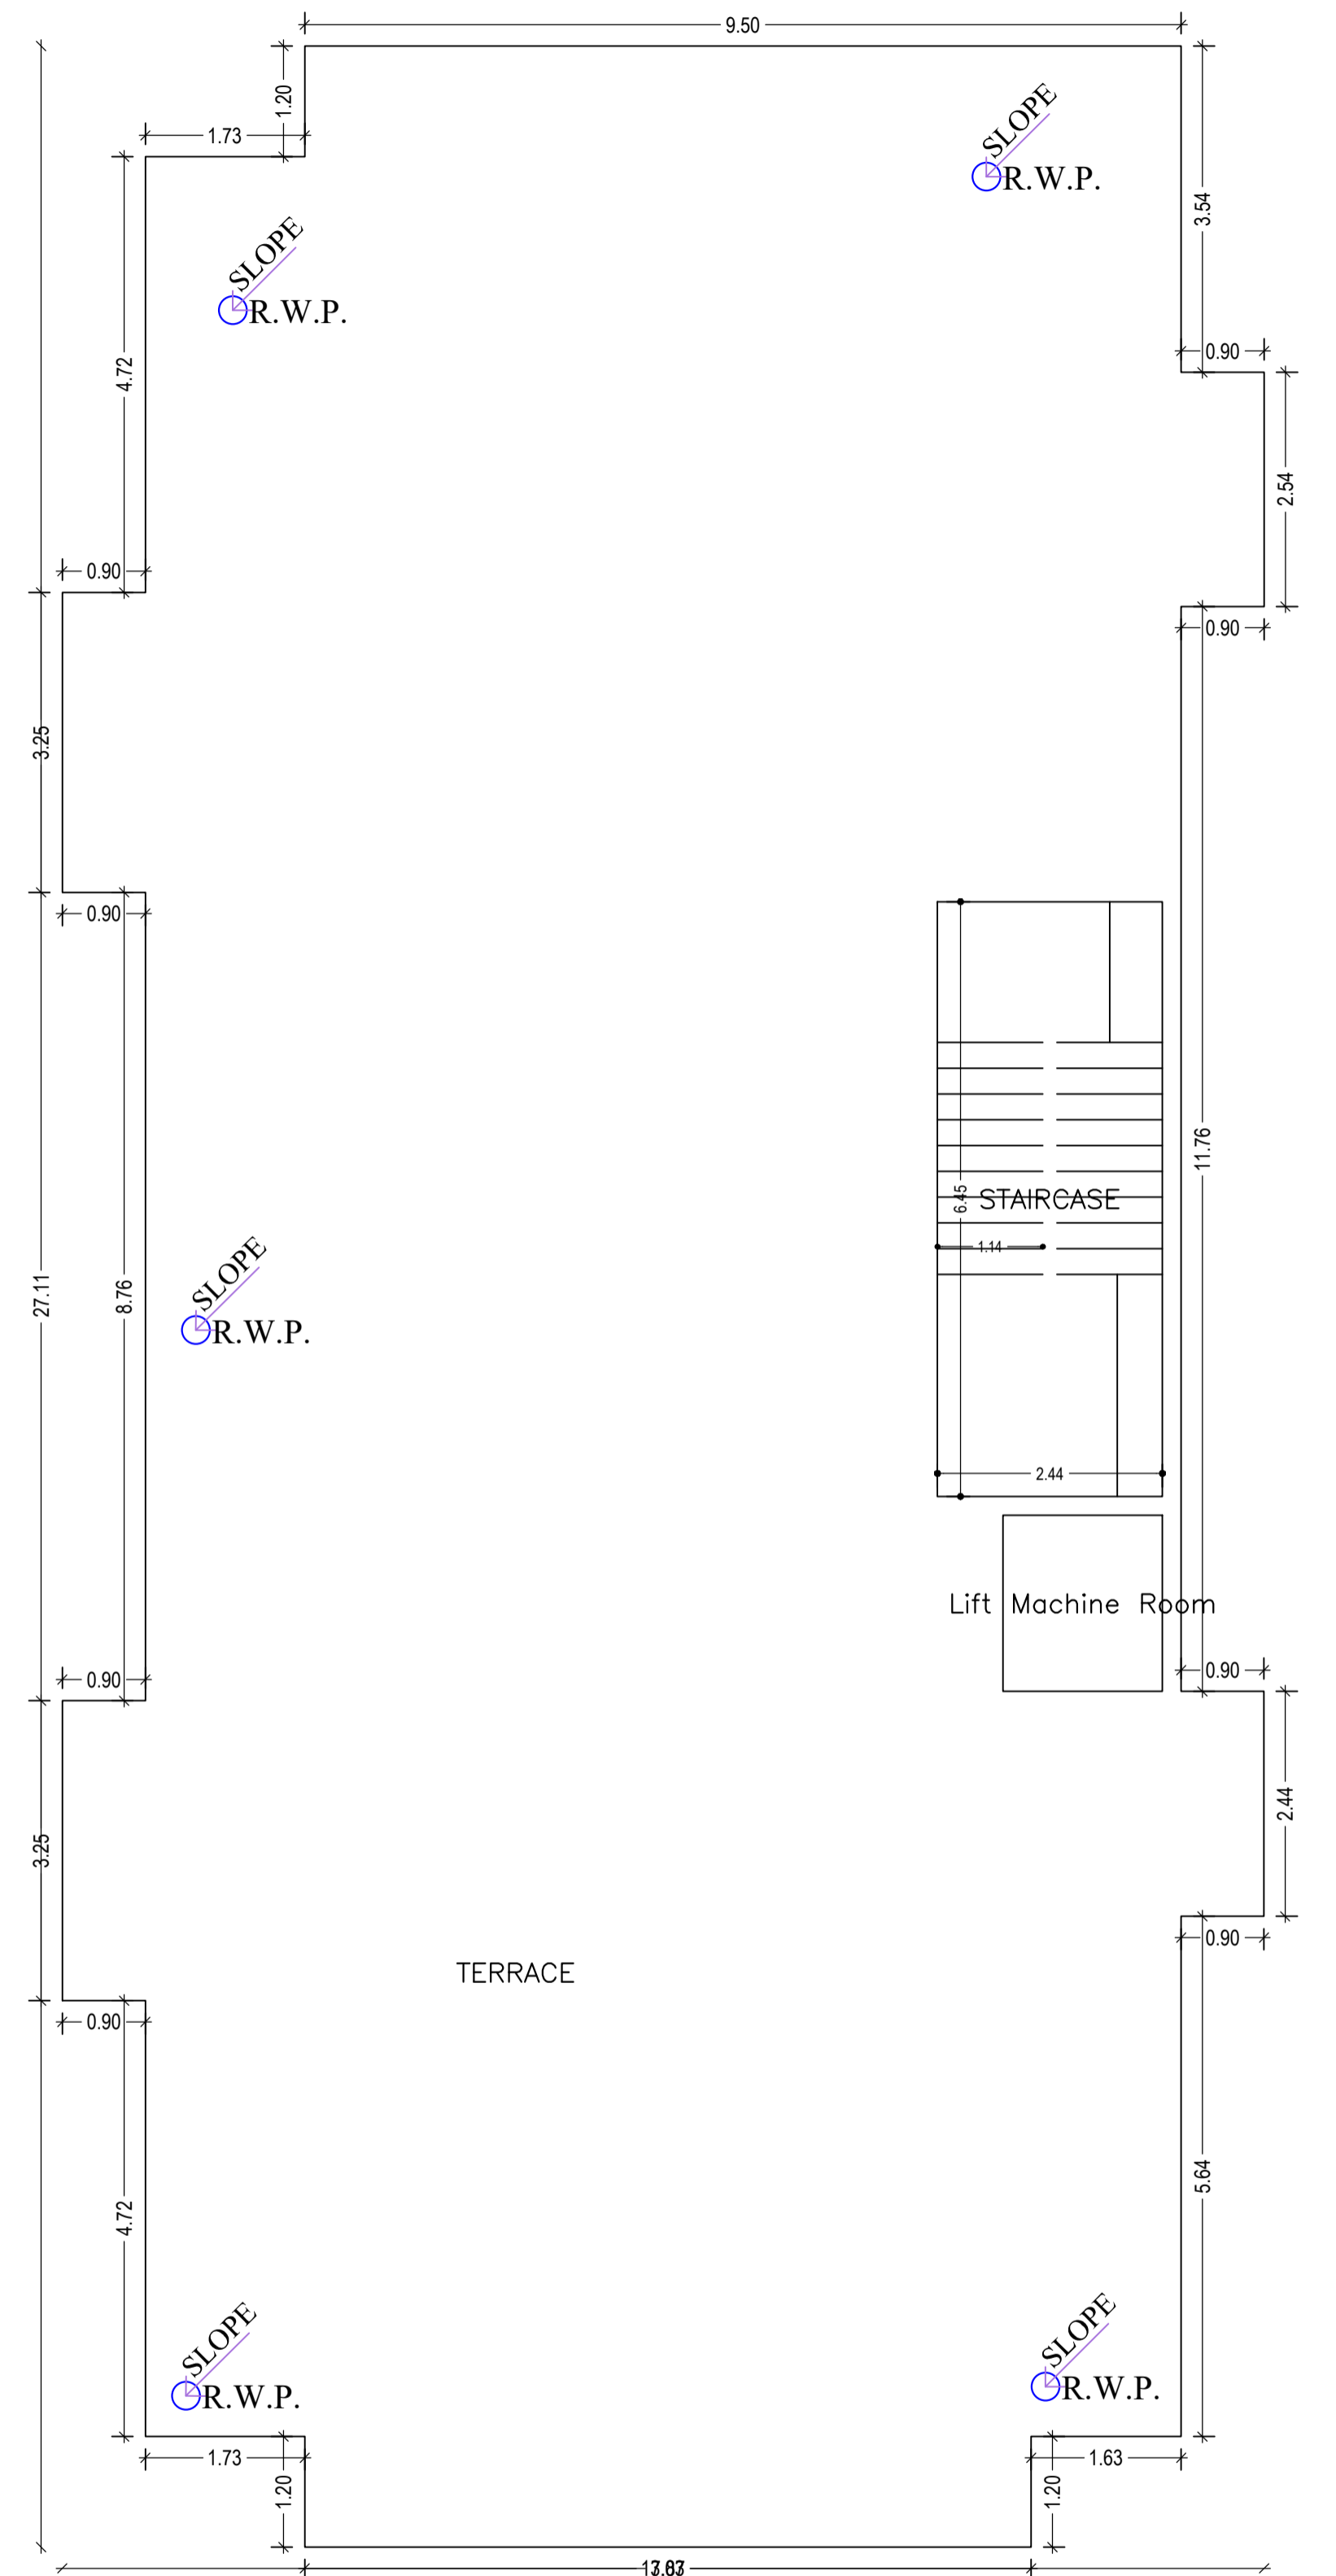 9.50
1.20
1.73
SLOPE
R.W.P.
3.54
SLOPE
R.W.P.
0.90
4.72
2.54
0.90
0.90
3.25
0.90
11.76
6.45
STAIRCASE
1.14
SLOPE
R.W.P.
27.11
8.76
2.44
Lift Machine Room
0.90
0.90
2.44
3.25
0.90
TERRACE
0.90
5.64
4.72
SLOPE
R.W.P.
SLOPE
R.W.P.
1.73
1.20
1.20
1.63